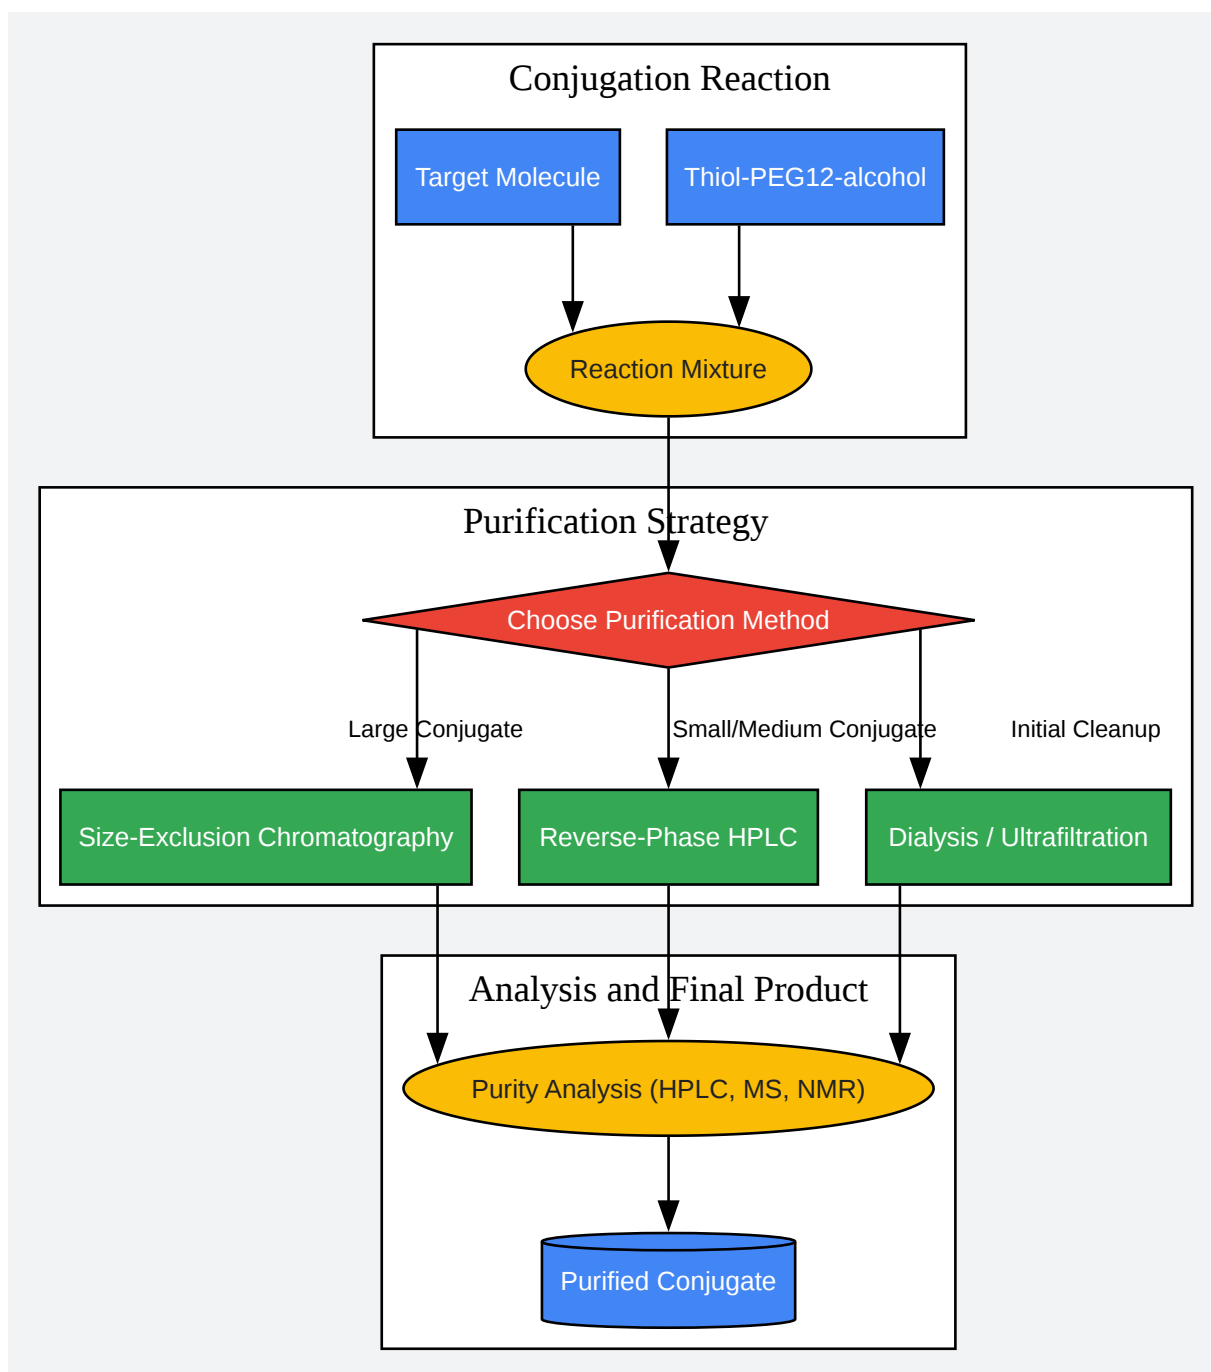 Conjugation Reaction
Target Molecule
Thiol-PEG12-alcohol
Reaction Mixture
Purification Strategy
Choose Purification Method
Large Conjugate
Small/Medium Conjugate
Initial Cleanup
Size-Exclusion Chromatography
Reverse-Phase HPLC
Dialysis / Ultrafiltration
Analysis and Final Product
Purity Analysis (HPLC, MS, NMR)
Purified Conjugate